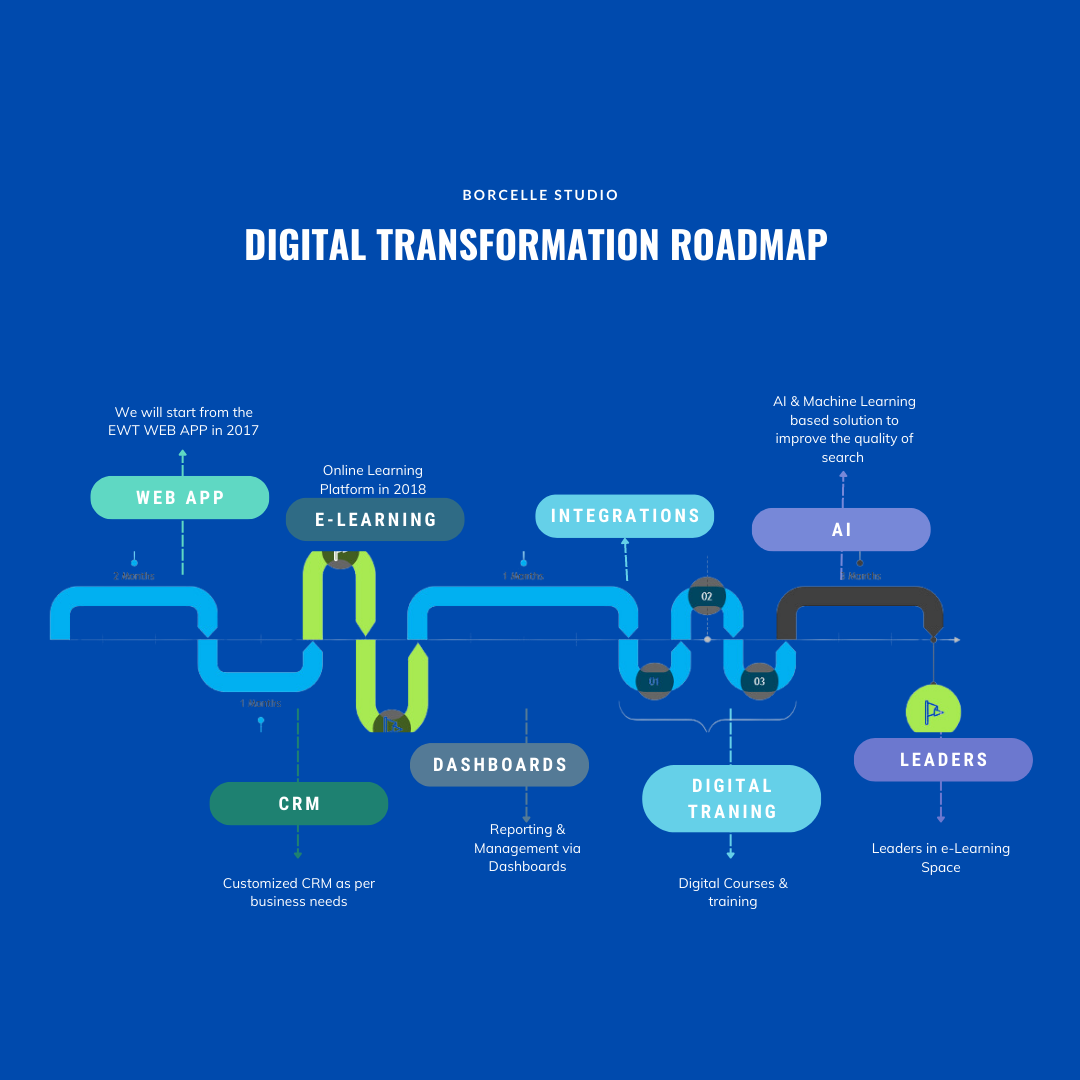 BORCELLE STUDIO
DIGITAL TRANSFORMATION ROADMAP
We will start from the
EWT WEB APP in 2017
WEB APP
Online Learning
Platform in 2018
E-LEARNING
INTEGRATIONS
AI & Machine Learning
based solution to
improve the quality of
search
AI
2 Months
1 Months
Months
02
01
03
1 Months
CRM
Customized CRM as per
business needs
DASHBOARDS
Reporting &
Management via
Dashboards
DIGITAL
TRANING
Digital Courses &
training
LEADERS
Leaders in e-Learning
Space